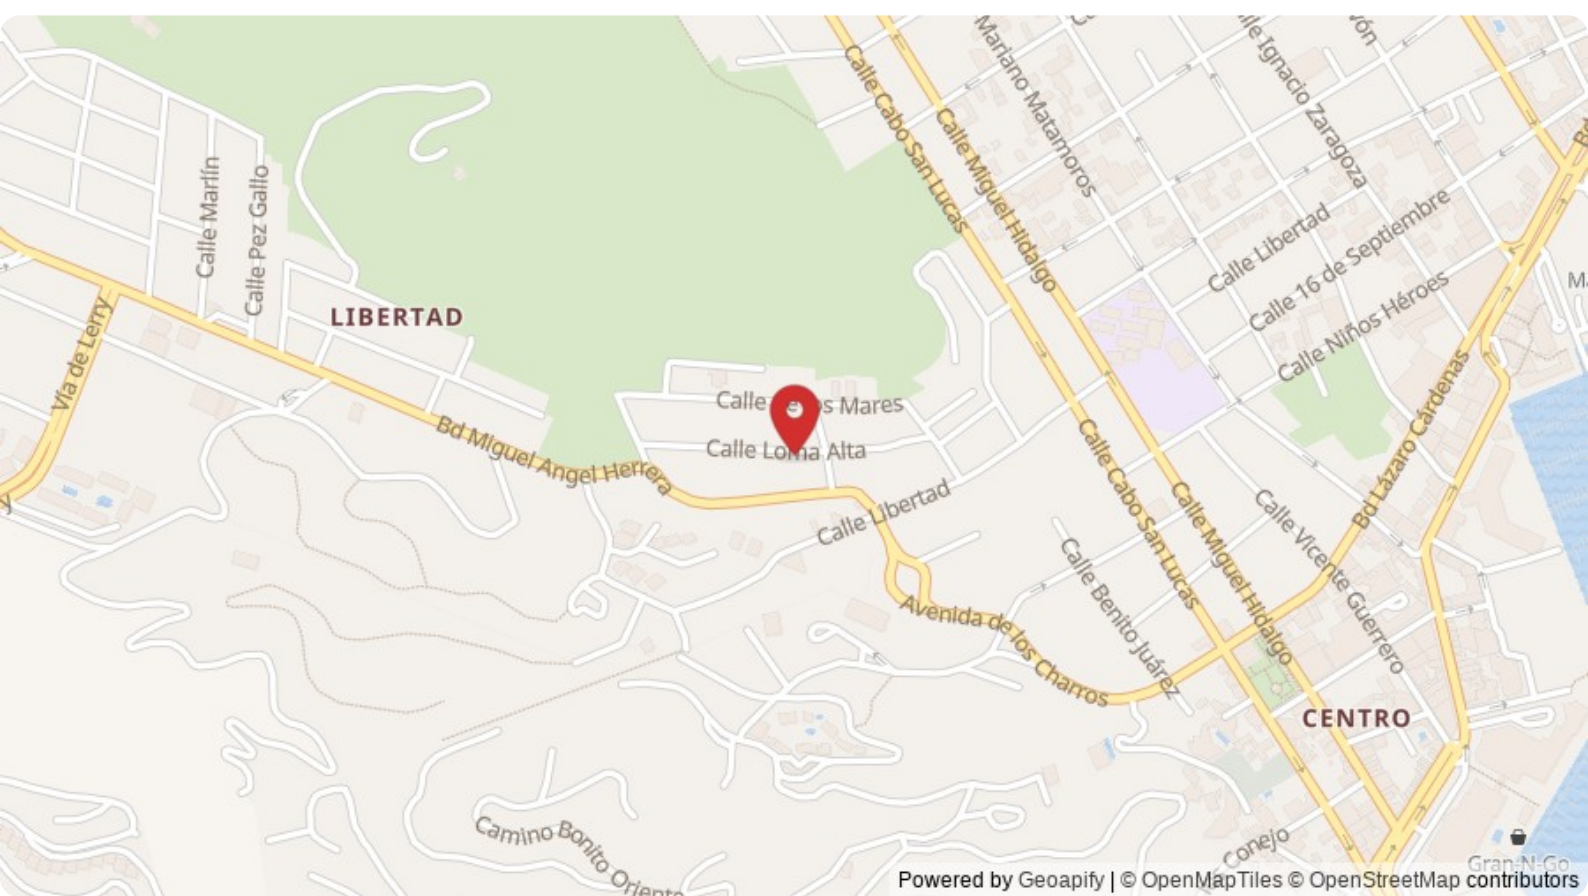 Calle Cabo San Lucas
Mariano Matamoros
Calle Miguel Hidalgo
Ignacio Zaragoza
Calle Marlín
Calle Pez Gallo
Calle Libertad
Calle 16 de Septiembre
Calle Niños Héroes
LIBERTAD
Vía de Lerry
Bd Miguel Angel Herrera
Calle Mares
Calle Loma Alta
Bd Lázaro Cárdenas
Calle Libertad
Calle Cabo San Lucas
Calle Miguel Hidalgo
Calle Vicente Guerrero
Calle Benito Juárez
Avenida de los Charros
CENTRO
Camino Bonito Oriente
Conejo
Gran-N-Go
Powered by Geoapify | © OpenMapTiles © OpenStreetMap contributors